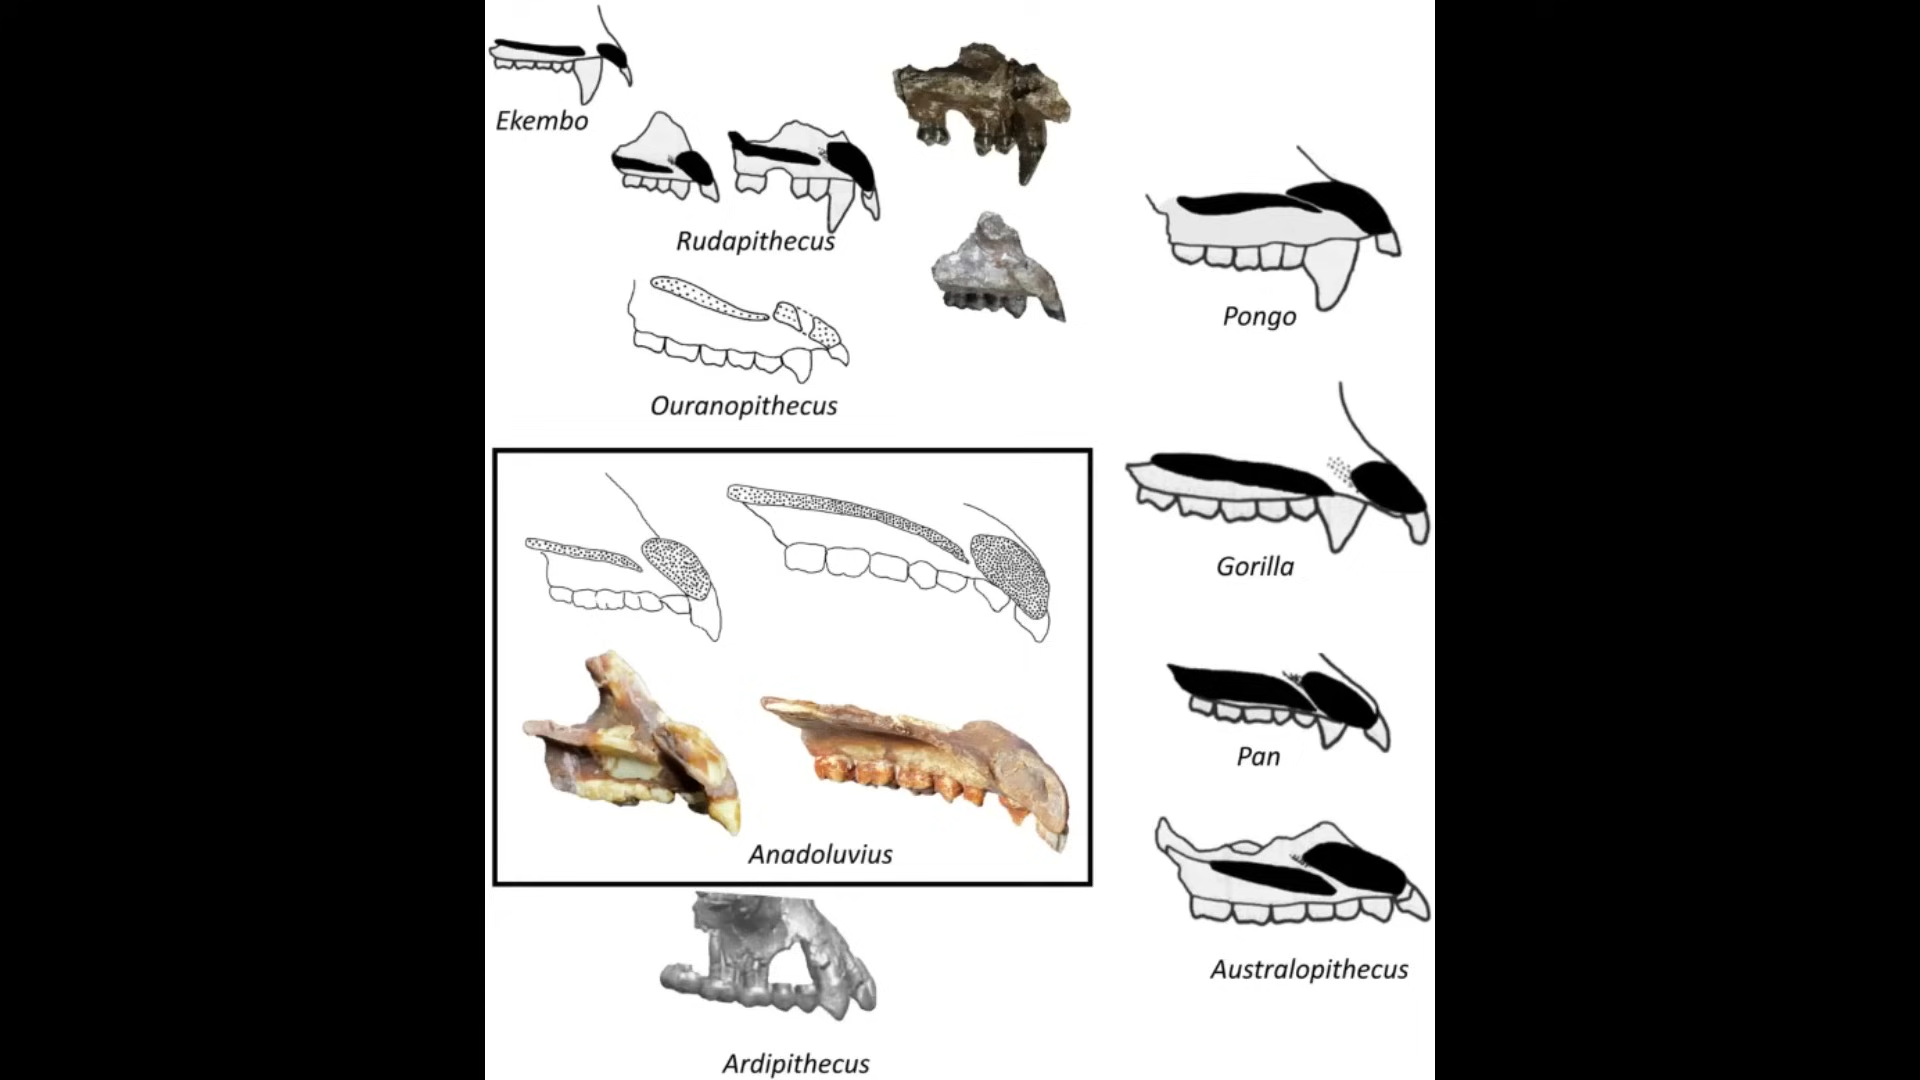 Ekembo
Rudapithecus
Pongo
Ouranopithecus
Gorilla
Pan
Anadoluvius
Australopithecus
Ardipithecus